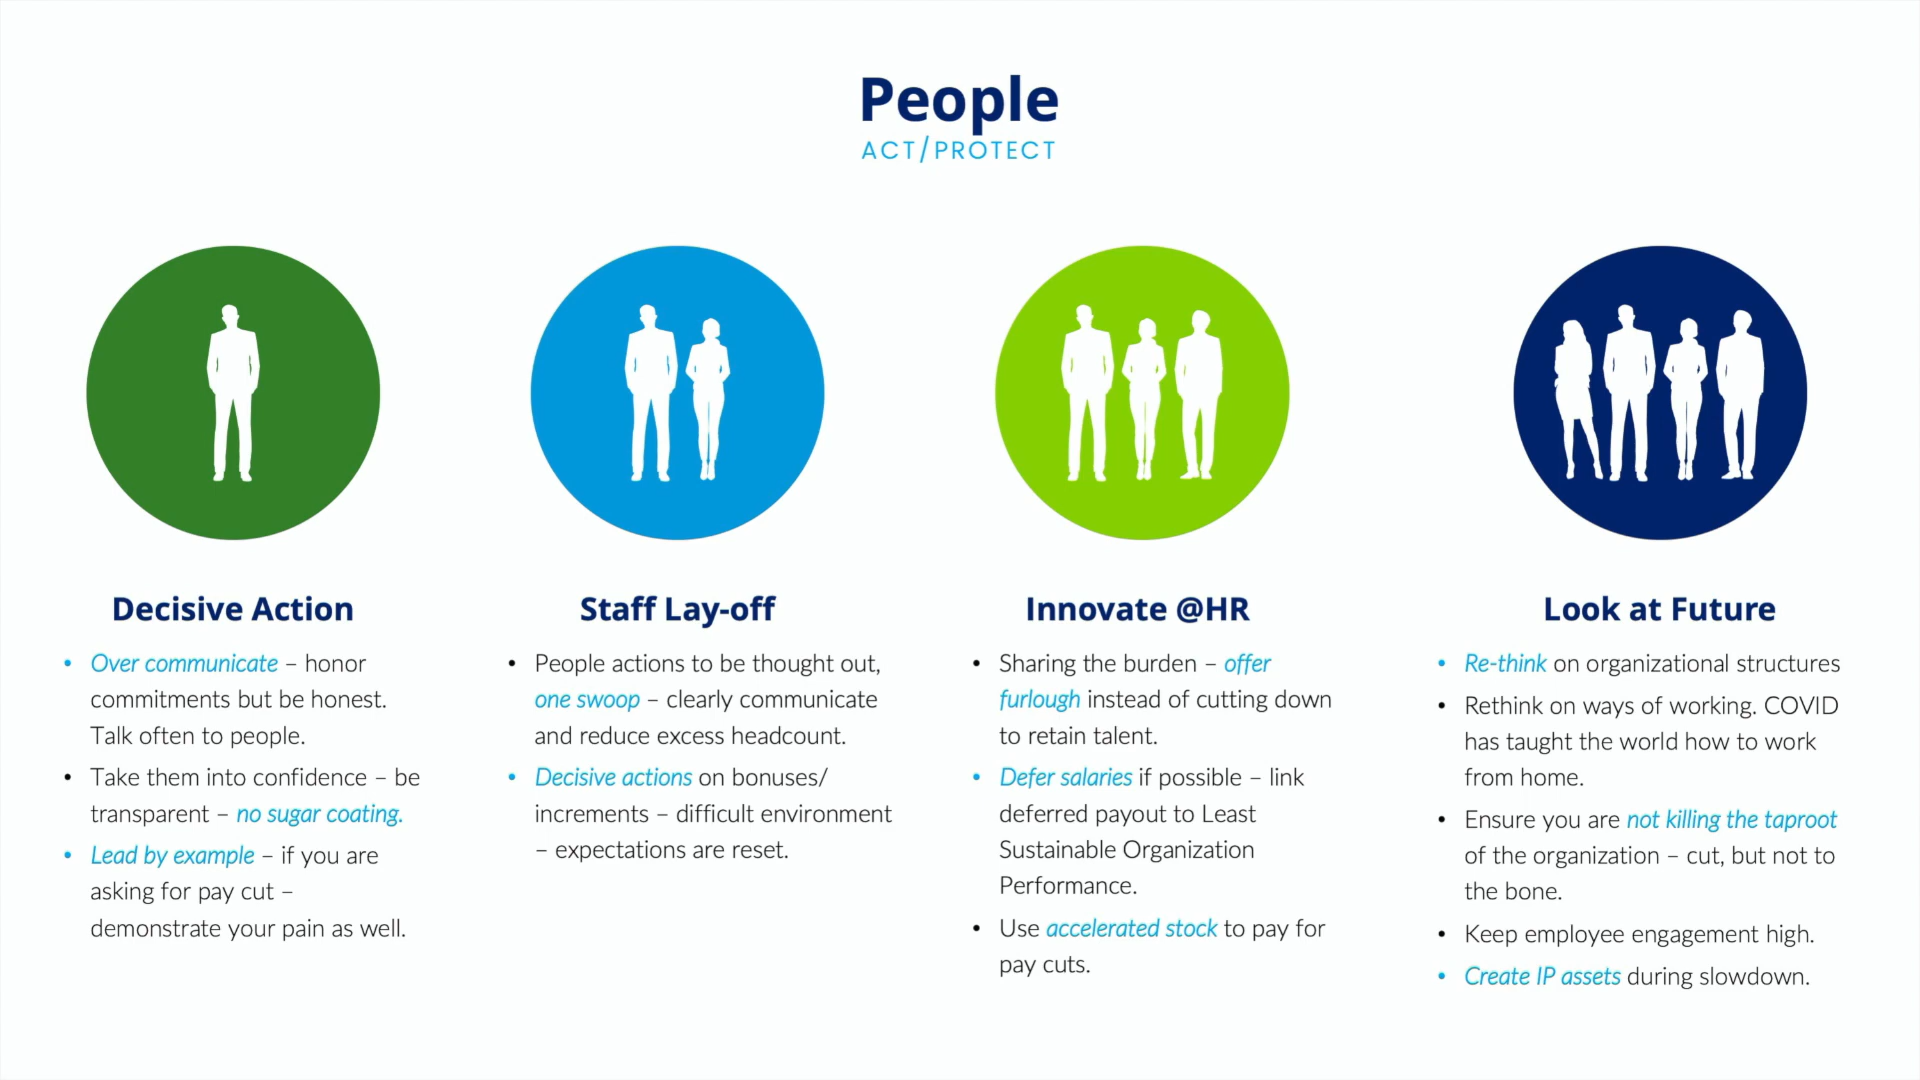 People
ACT/PROTECT
Decisive Action
• Over communicate – honor
commitments but be honest.
Talk often to people.
• Take them into confidence – be
transparent – no sugar coating.
• Lead by example – if you are
asking for pay cut –
demonstrate your pain as well.
Staff Lay-off
• People actions to be thought out,
one swoop – clearly communicate
and reduce excess headcount.
• Decisive actions on bonuses/
increments – difficult environment
– expectations are reset.
Innovate @HR
• Sharing the burden – offer
furlough instead of cutting down
to retain talent.
• Defer salaries if possible – link
deferred payout to Least
Sustainable Organization
Performance.
• Use accelerated stock to pay for
pay cuts.
Look at Future
• Re-think on organizational structures
• Rethink on ways of working. COVID
has taught the world how to work
from home.
• Ensure you are not killing the taproot
of the organization – cut, but not to
the bone.
• Keep employee engagement high.
• Create IP assets during slowdown.